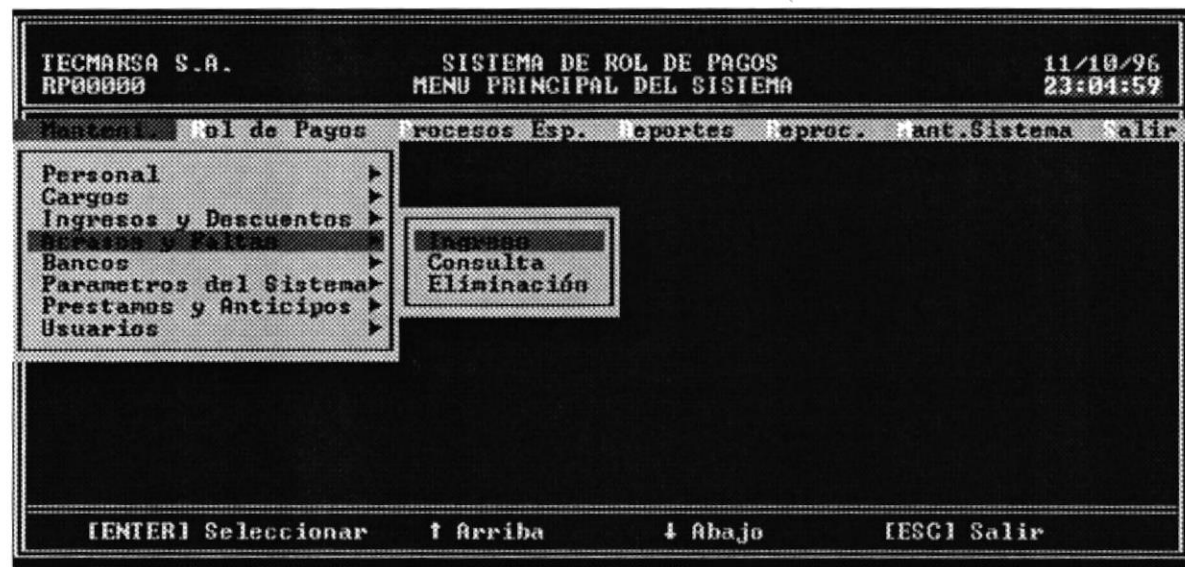 TECMARSA S.A. SISTEMA DE ROL DE PAGOS 11/10/96
RP00000 MENU PRINCIPAL DEL SISTEMA 23:04:59
Manteni. Rol de Pagos Procesos Esp. Reportes Reproc. Mant.Sistema Salir
Personal
Cargos
Ingresos y Descuentos
Atrasos y Faltas
Ingreso
Bancos
Consulta
Parametros del Sistema
Eliminación
Prestamos y Anticipos
Usuarios
[ENTER] Seleccionar ↑ Arriba ↓ Abajo [ESC] Salir